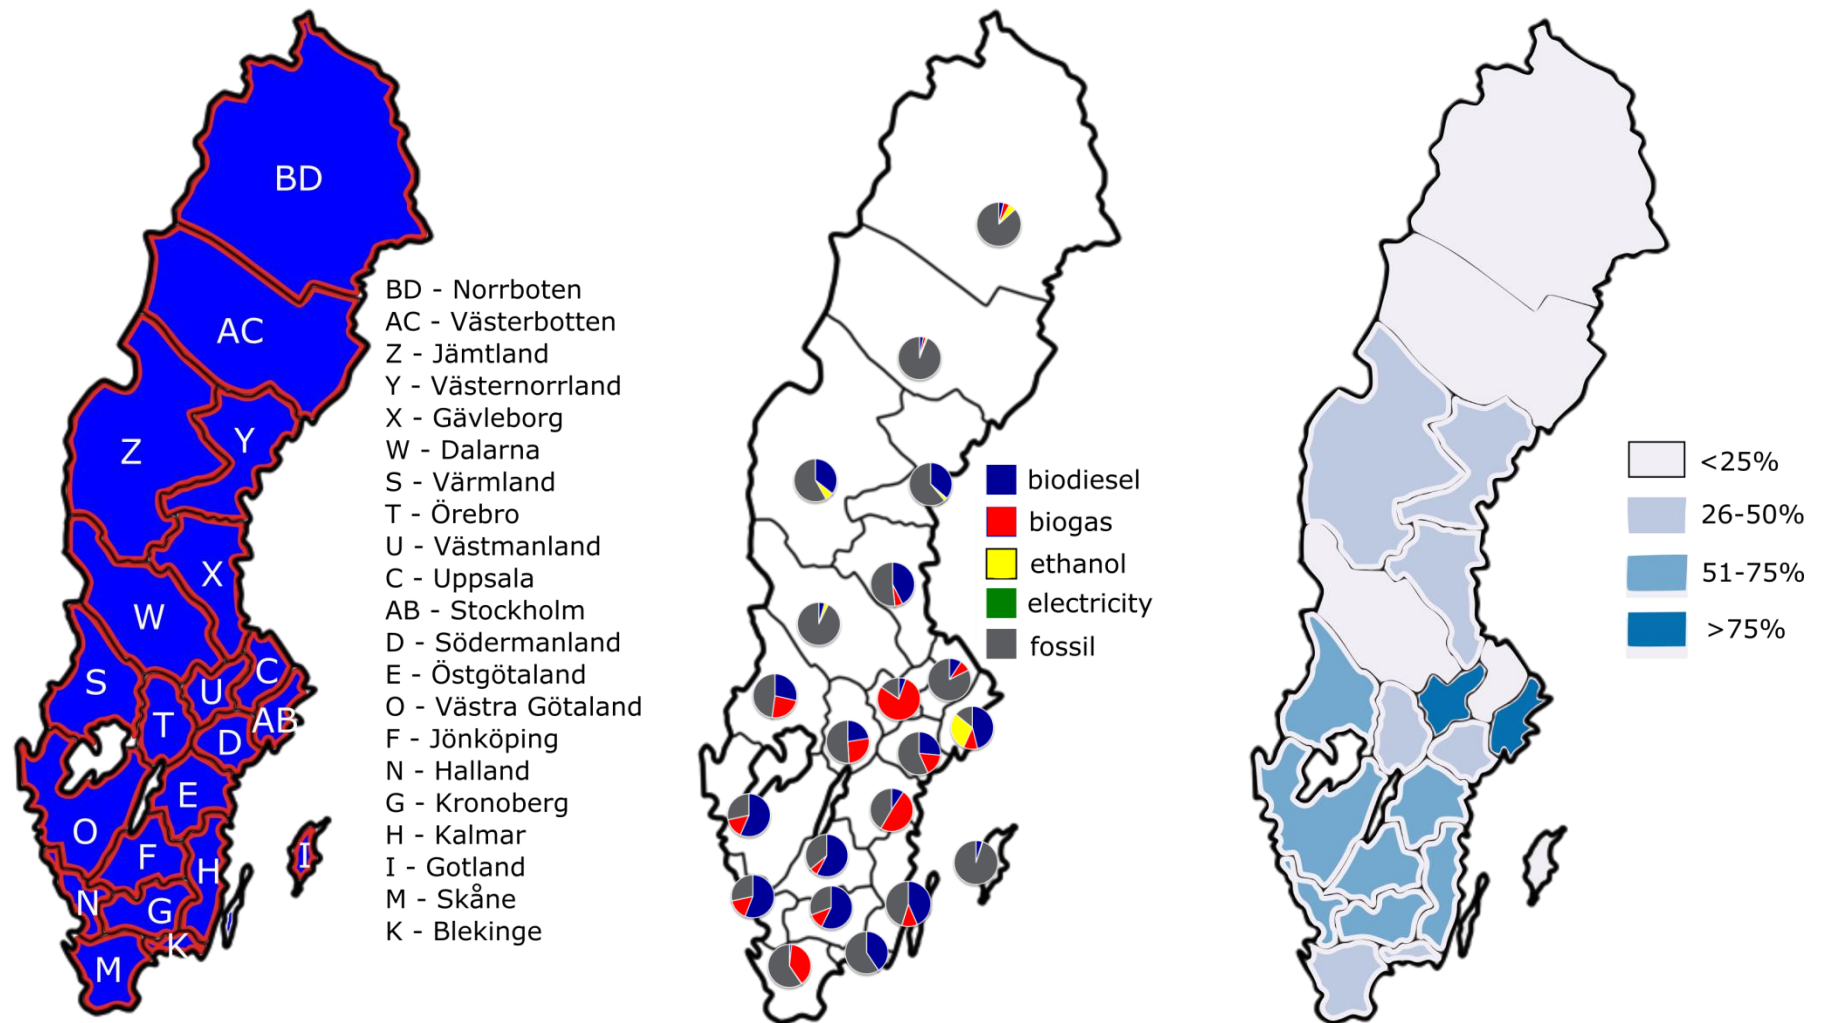 BD
AC
Z
Y
X
W
S
C
U
T
AB
D
E
O
F
H
I
N
G
K
M
BD - Norrboten
AC - Västerbotten
Z - Jämtland
Y - Västernorrland
X - Gävleborg
W - Dalarna
S - Värmland
T - Örebro
U - Västmanland
C - Uppsala
AB - Stockholm
D - Södermanland
E - Östgötaland
O - Västra Götaland
F - Jönköping
N - Halland
G - Kronoberg
H - Kalmar
I - Gotland
M - Skåne
K - Blekinge
biodiesel
biogas
ethanol
electricity
fossil
<25%
26-50%
51-75%
>75%